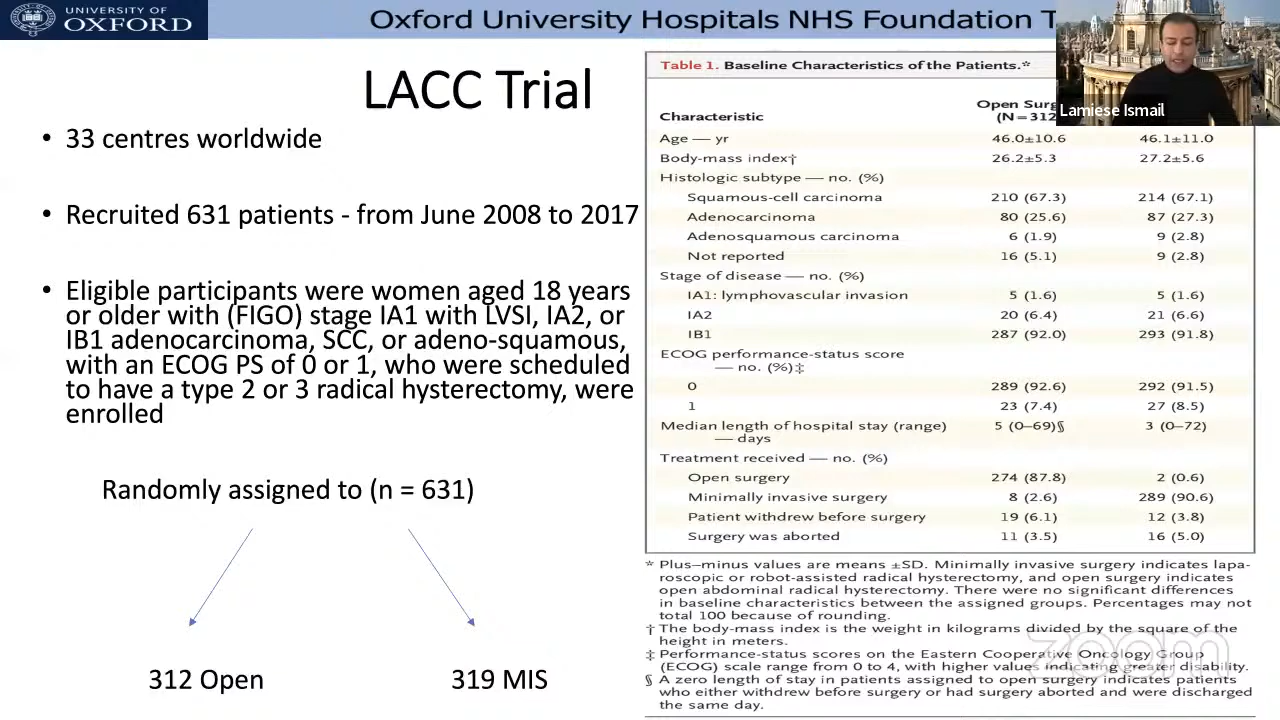 UNIVERSITY OF
OXFORD
Oxford University Hospitals NHS Foundation T
Lamiese Ismail
LACC Trial
• 33 centres worldwide
• Recruited 631 patients - from June 2008 to 2017
• Eligible participants were women aged 18 years
or older with (FIGO) stage IA1 with LVSI, IA2, or
IB1 adenocarcinoma, SCC, or adeno-squamous,
with an ECOG PS of 0 or 1, who were scheduled
to have a type 2 or 3 radical hysterectomy, were
enrolled
Randomly assigned to (n = 631)
312 Open 319 MIS
Table 1. Baseline Characteristics of the Patients.*
Characteristic Open Surg (N=312
Age — yr 46.0±10.6 46.1±11.0
Body-mass index† 26.2±5.3 27.2±5.6
Histologic subtype — no. (%)
Squamous-cell carcinoma 210 (67.3) 214 (67.1)
Adenocarcinoma 80 (25.6) 87 (27.3)
Adenosquamous carcinoma 6 (1.9) 9 (2.8)
Not reported 16 (5.1) 9 (2.8)
Stage of disease — no. (%)
IA1: lymphovascular invasion 5 (1.6) 5 (1.6)
IA2 20 (6.4) 21 (6.6)
IB1 287 (92.0) 293 (91.8)
ECOG performance-status score
— no. (%)‡
0 289 (92.6) 292 (91.5)
1 23 (7.4) 27 (8.5)
Median length of hospital stay (range) 5 (0–69)§ 3 (0–72)
— days
Treatment received — no. (%)
Open surgery 274 (87.8) 2 (0.6)
Minimally invasive surgery 8 (2.6) 289 (90.6)
Patient withdrew before surgery 19 (6.1) 12 (3.8)
Surgery was aborted 11 (3.5) 16 (5.0)
* Plus–minus values are means ±SD. Minimally invasive surgery indicates lapa-
roscopic or robot-assisted radical hysterectomy, and open surgery indicates
open abdominal radical hysterectomy. There were no significant differences
in baseline characteristics between the assigned groups. Percentages may not
total 100 because of rounding.
† The body-mass index is the weight in kilograms divided by the square of the
height in meters.
‡ Performance-status scores on the Eastern Cooperative Oncology Group
(ECOG) scale range from 0 to 4, with higher values indicating greater disability.
§ A zero length of stay in patients assigned to open surgery indicates patients
who either withdrew before surgery or had surgery aborted and were discharged
the same day.
zoom